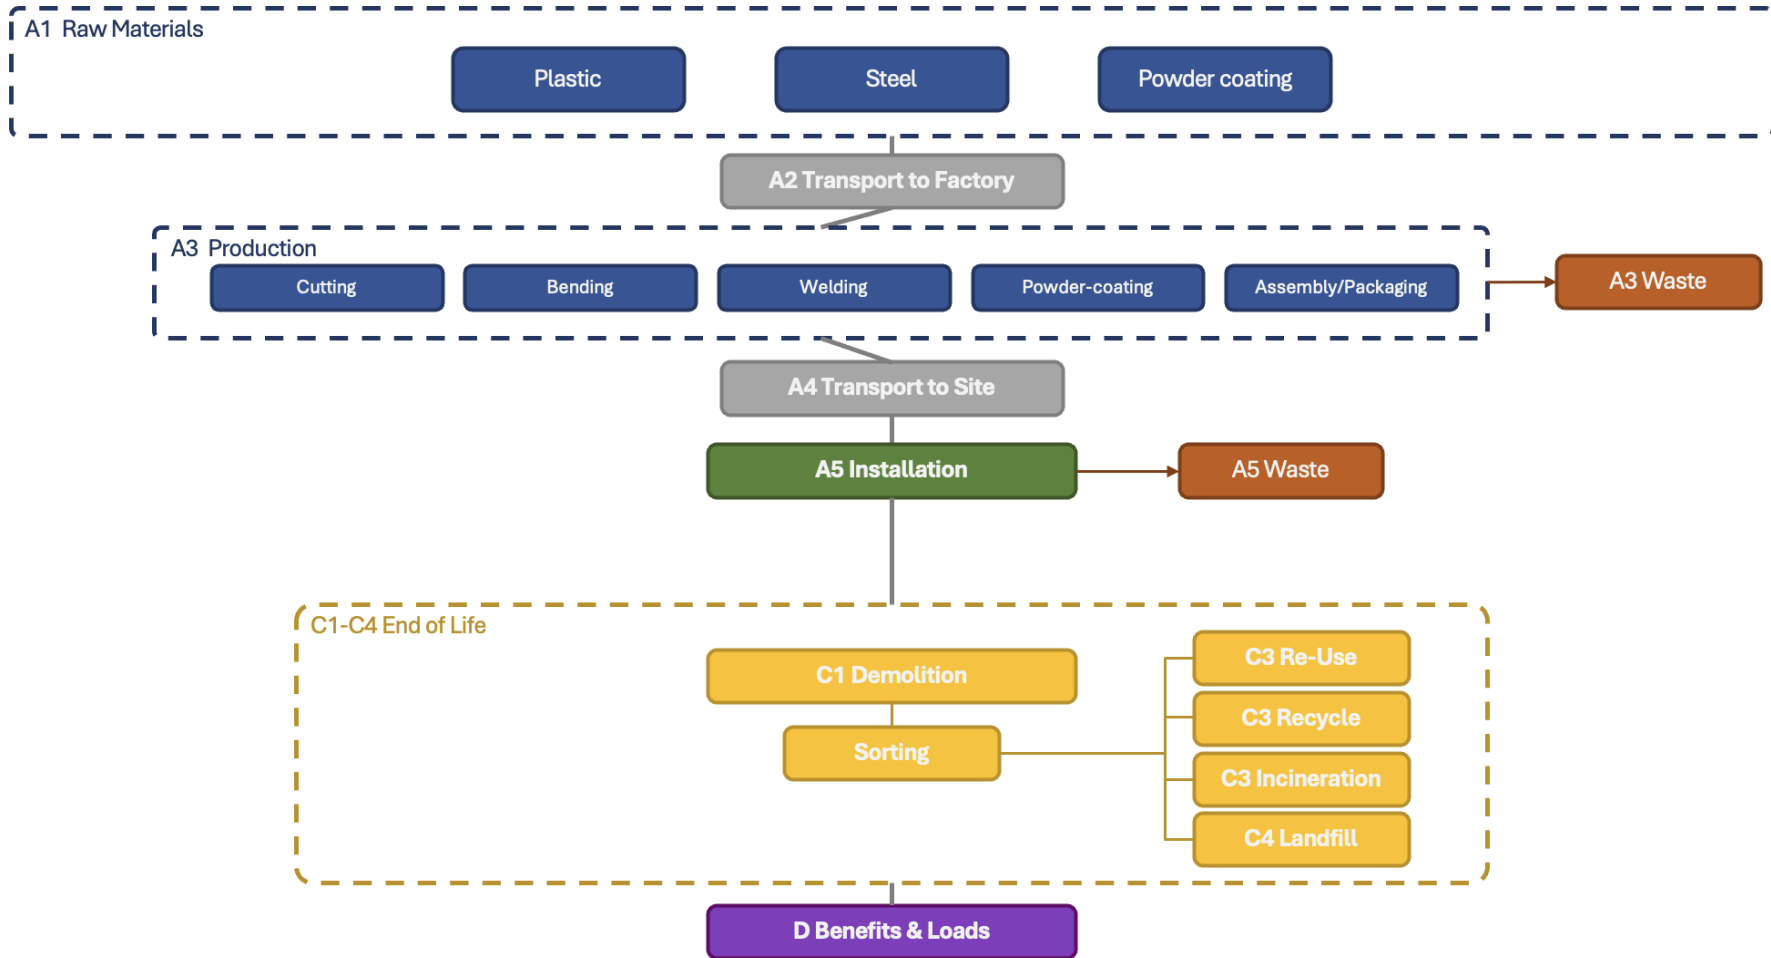 A1 Raw Materials
Plastic
Steel
Powder coating
A2 Transport to Factory
A3 Production
Cutting
Bending
Welding
Powder-coating
Assembly/Packaging
A3 Waste
A4 Transport to Site
A5 Installation
A5 Waste
C1-C4 End of Life
C1 Demolition
Sorting
C3 Re-Use
C3 Recycle
C3 Incineration
C4 Landfill
D Benefits & Loads